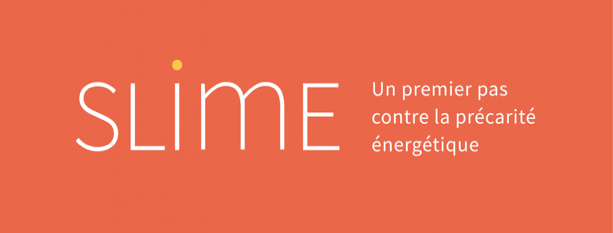 SLimE
Un premier pas
contre la précarité
énergétique